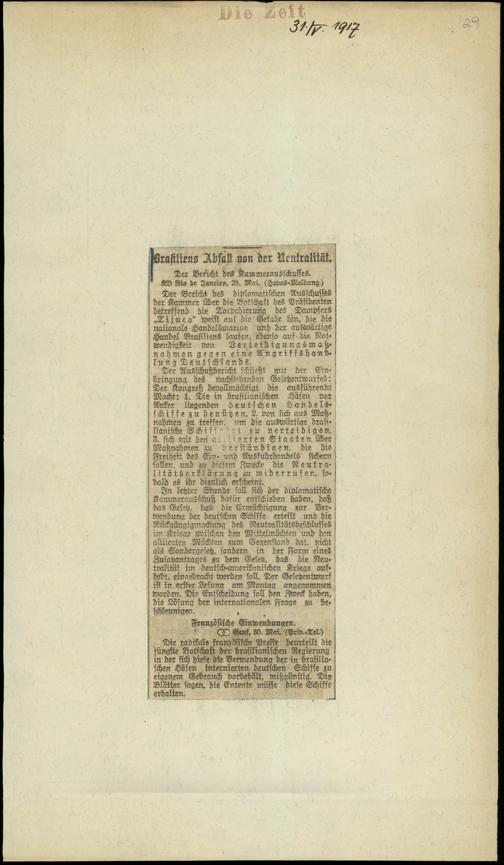 Die Zeit
31./V. 1917
29
Brasiliens Abfall von der Neutralität.
Der Bericht des Kammerausschusses.
KB Rio de Janeiro, 29. Mai. (Havas-Meldung.)
Der Bericht des diplomatischen Ausschusses
der Kammer über die Botschaft des Präsidenten
betreffend die Torpedierung des Dampfers
„Tijuca“ weist auf die Gefahr hin, die die
nationale Handelsmarine und der auswärtige
Handel Brasiliens laufen, ebenso auf die Not-
wendigkeit von Verteidigungsmaß-
nahmen gegen eine Angriffshand-
lung Deutschlands.
Der Ausschußbericht schließt mit der Ein-
bringung des nachstehenden Gesetzentwurfes:
Der Kongreß bevollmächtigt die ausführende
Macht: 1. Die in brasilianischen Häfen vor
Anker liegenden deutschen Handels-
schiffe zu benützen, 2. von sich aus Maß-
nahmen zu treffen, um die auswärtige brasi-
lianische Schiffahrt zu verteidigen,
3. sich mit den alliierten Staaten über
Maßnahmen zu verständigen, die die
Freiheit des Ein- und Ausfuhrhandels sichern
sollen, und zu diesem Zwecke die Neutra-
litätserklärung zu widerrufen, so-
bald es ihr dienlich erscheint.
In letzter Stunde soll sich der diplomatische
Kammerausschuß dafür entschieden haben, daß
das Gesetz, das die Ermächtigung zur Ver-
wendung der deutschen Schiffe erteilt und die
Rückgängigmachung des Neutralitätsbeschlusses
im Kriege zwischen den Mittelmächten und den
alliierten Mächten zum Gegenstand hat, nicht
als Sondergesetz, sondern in der Form eines
Zusatzantrages zu dem Gesetz, das die Neu-
tralität im deutsch-amerikanischen Kriege auf-
hebt, eingebracht werden soll. Der Gesetzentwurf
ist in erster Lesung am Montag angenommen
worden. Die Entscheidung soll den Zweck haben,
die Lösung der internationalen Frage zu be-
schleunigen.
Französische Einwendungen.
Genf, 30. Mai. (Priv.-Tel.)
Die radikale französische Presse beurteilt die
jüngste Botschaft der brasilianischen Regierung
in der sich diese die Verwendung der in brasilia-
schen Häfen internierten deutschen Schiffe zu
eigenem Gebrauch vorbehält, mißgünstig. Die
Blätter sagen, die Entente müsse diese Schiffe
erhalten.